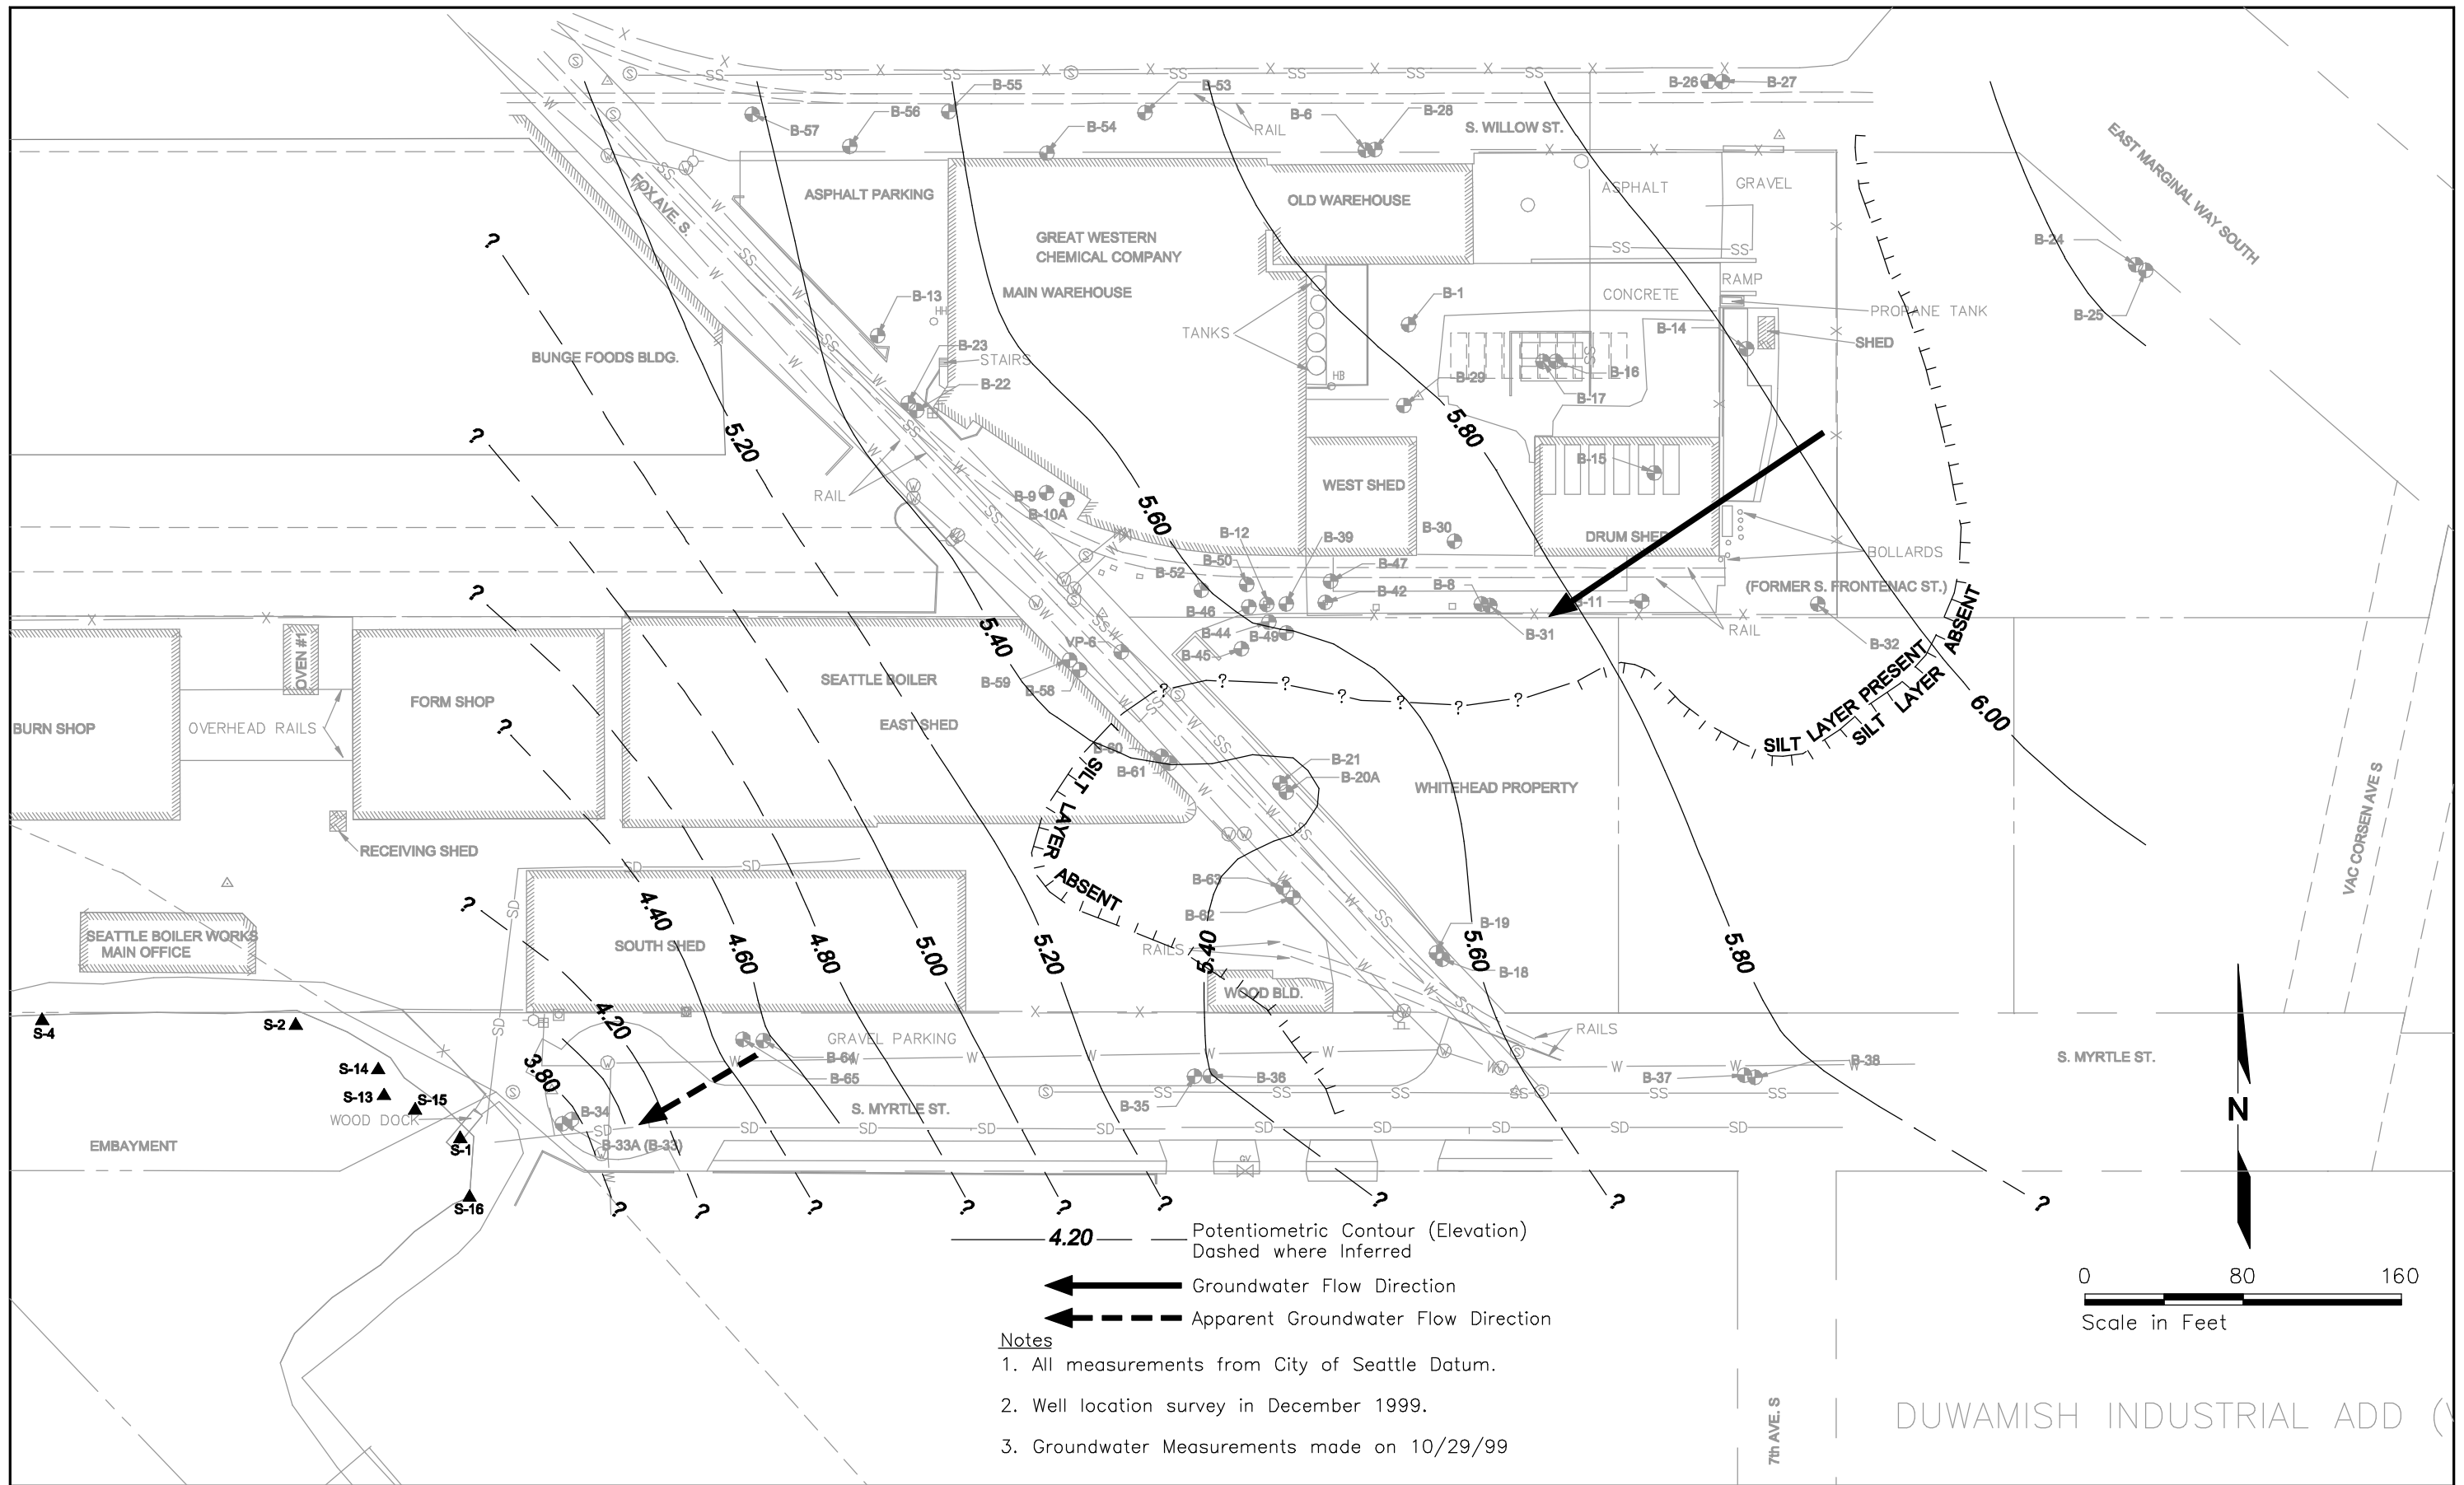 B-55
B-53
B-26
B-27
B-56
B-57
B-54
B-6
B-28
RAIL
S. WILLOW ST.
EAST MARGINAL WAY SOUTH
FOX AVE. S.
ASPHALT PARKING
OLD WAREHOUSE
ASPHALT
GRAVEL
GREAT WESTERN
CHEMICAL COMPANY
MAIN WAREHOUSE
B-24
B-25
RAMP
CONCRETE
PROPANE TANK
B-13
HH
B-1
B-14
TANKS
SHED
B-23
STAIRS
B-22
BUNGE FOODS BLDG.
HB
B-29
B-16
B-17
5.20
5.80
B-15
WEST SHED
RAIL
B-9
B-10A
5.60
B-12
B-39
B-30
DRUM SHED
BOLLARDS
B-50
B-52
B-47
B-42
B-8
B-11
(FORMER S. FRONTENAC ST.)
B-46
B-44
B-49
B-45
B-31
RAIL
B-32
5.40
VP-6
B-59
B-58
SILT LAYER PRESENT
SILT LAYER ABSENT
6.00
OVEN #1
SEATTLE BOILER
EAST SHED
FORM SHOP
BURN SHOP
OVERHEAD RAILS
B-60
B-61
B-21
B-20A
WHITEHEAD PROPERTY
VAC CORSEN AVE S
SILT LAYER ABSENT
RECEIVING SHED
B-63
B-62
B-19
B-18
4.40
4.60
4.80
5.00
5.20
5.40
5.60
5.80
SEATTLE BOILER WORKS
MAIN OFFICE
SOUTH SHED
RAILS
WOOD BLD.
4.20
3.80
S-4
S-2
GRAVEL PARKING
RAILS
S. MYRTLE ST.
B-64
B-65
B-36
B-35
B-37
B-38
S-14
S-13
S-15
WOOD DOCK
S. MYRTLE ST.
B-34
B-33A (B-33)
EMBAYMENT
S-1
S-16
GV
N
4.20
Potentiometric Contour (Elevation)
Dashed where Inferred
Groundwater Flow Direction
Apparent Groundwater Flow Direction
0 80 160
Scale in Feet
Notes
1. All measurements from City of Seattle Datum.
2. Well location survey in December 1999.
3. Groundwater Measurements made on 10/29/99
7th AVE. S
DUWAMISH INDUSTRIAL ADD (